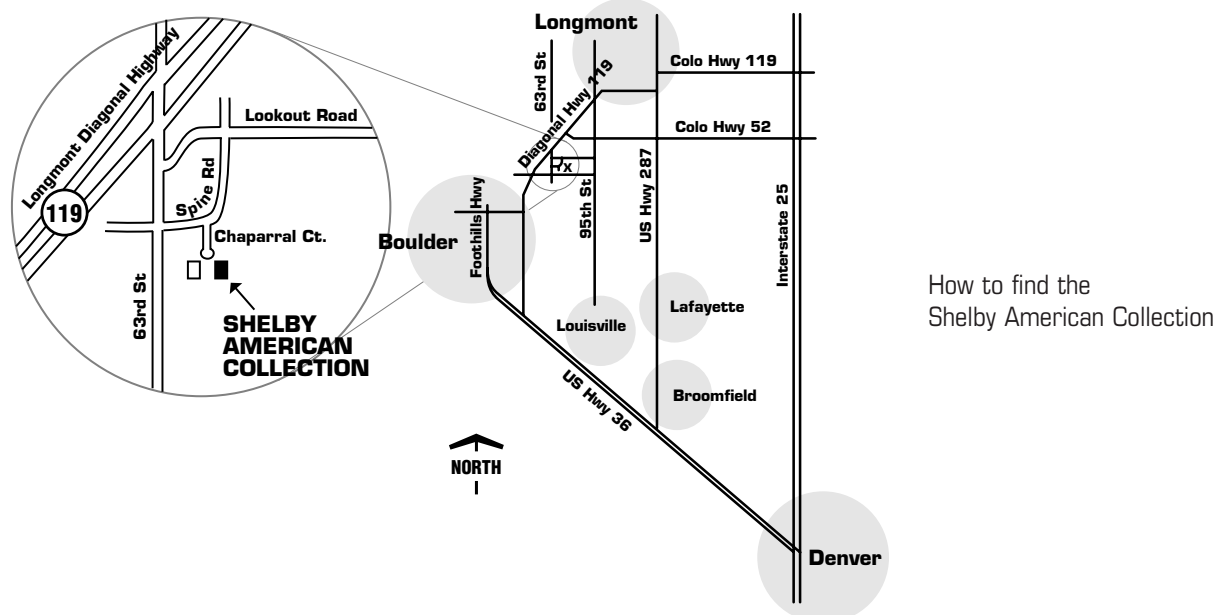 Longmont
Longmont Diagonal Highway
119
Lookout Road
Spine Rd
Chaparral Ct.
63rd St
SHELBY
AMERICAN
COLLECTION
63rd St
Diagonal Hwy 119
Colo Hwy 119
Colo Hwy 52
X
95th St
US Hwy 287
Interstate 25
Boulder
Foothills Hwy
Louisville
Lafayette
Broomfield
US Hwy 36
NORTH
Denver
How to find the
Shelby American Collection